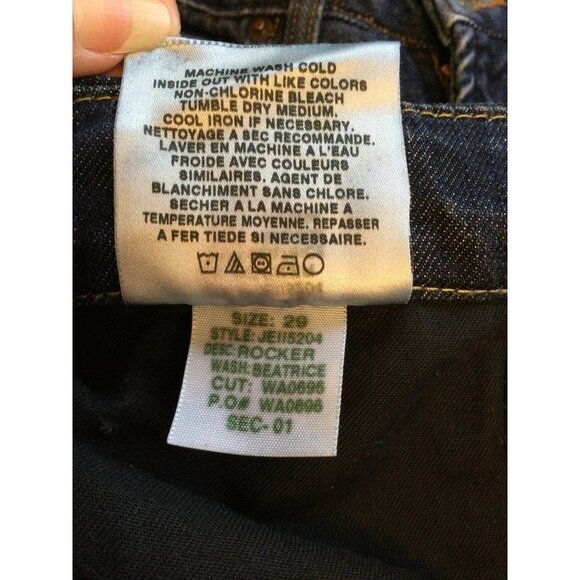 MACHINE WASH COLD
INSIDE OUT WITH LIKE COLORS
NON-CHLORINE BLEACH
TUMBLE DRY MEDIUM.
COOL IRON IF NECESSARY.
NETTOYAGE A SEC RECOMMANDE.
LAVER EN MACHINE A L'EAU
FROIDE AVEC COULEURS
SIMILAIRES. AGENT DE
BLANCHIMENT SANS CHLORE.
SECHER A LA MACHINE A
TEMPERATURE MOYENNE. REPASSER
A FER TIEDE SI NECESSAIRE.
SIZE: 29
STYLE: JE115204
DESC: ROCKER
WASH: BEATRICE
CUT: WA0696
P.O# WA0696
SEC- 01